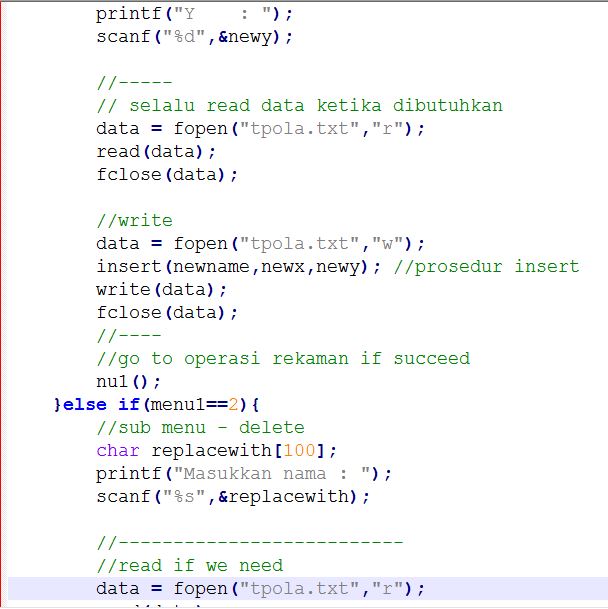 printf("Y    : ");
scanf("%d",&newy);
//-----
// selalu read data ketika dibutuhkan
data = fopen("tpola.txt","r");
read(data);
fclose(data);
//write
data = fopen("tpola.txt","w");
insert(newname,newx,newy); //prosedur insert
write(data);
fclose(data);
//----
//go to operasi rekaman if succeed
nu1();
}else if(menu1==2){
//sub menu - delete
char replacewith[100];
printf("Masukkan nama : ");
scanf("%s",&replacewith);
//--------------------------
//read if we need
data = fopen("tpola.txt","r");